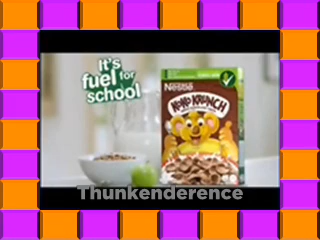 It's
fuel for
school
Nestlé
KOKO KRUNCH
Thunkenderence